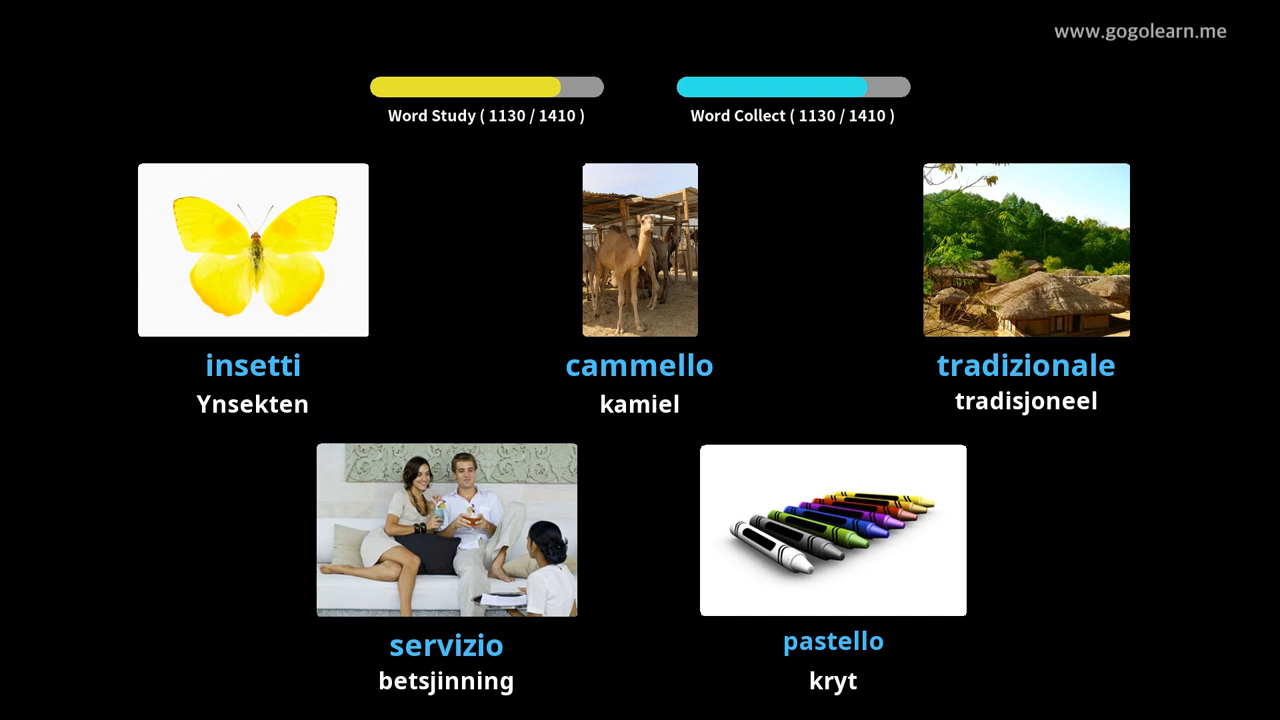 www.gogolearn.me
Word Study ( 1130 / 1410 )
Word Collect ( 1130 / 1410 )
insetti
Ynsekten
cammello
kamiel
tradizionale
tradisjoneel
servizio
betsjinning
pastello
kryt